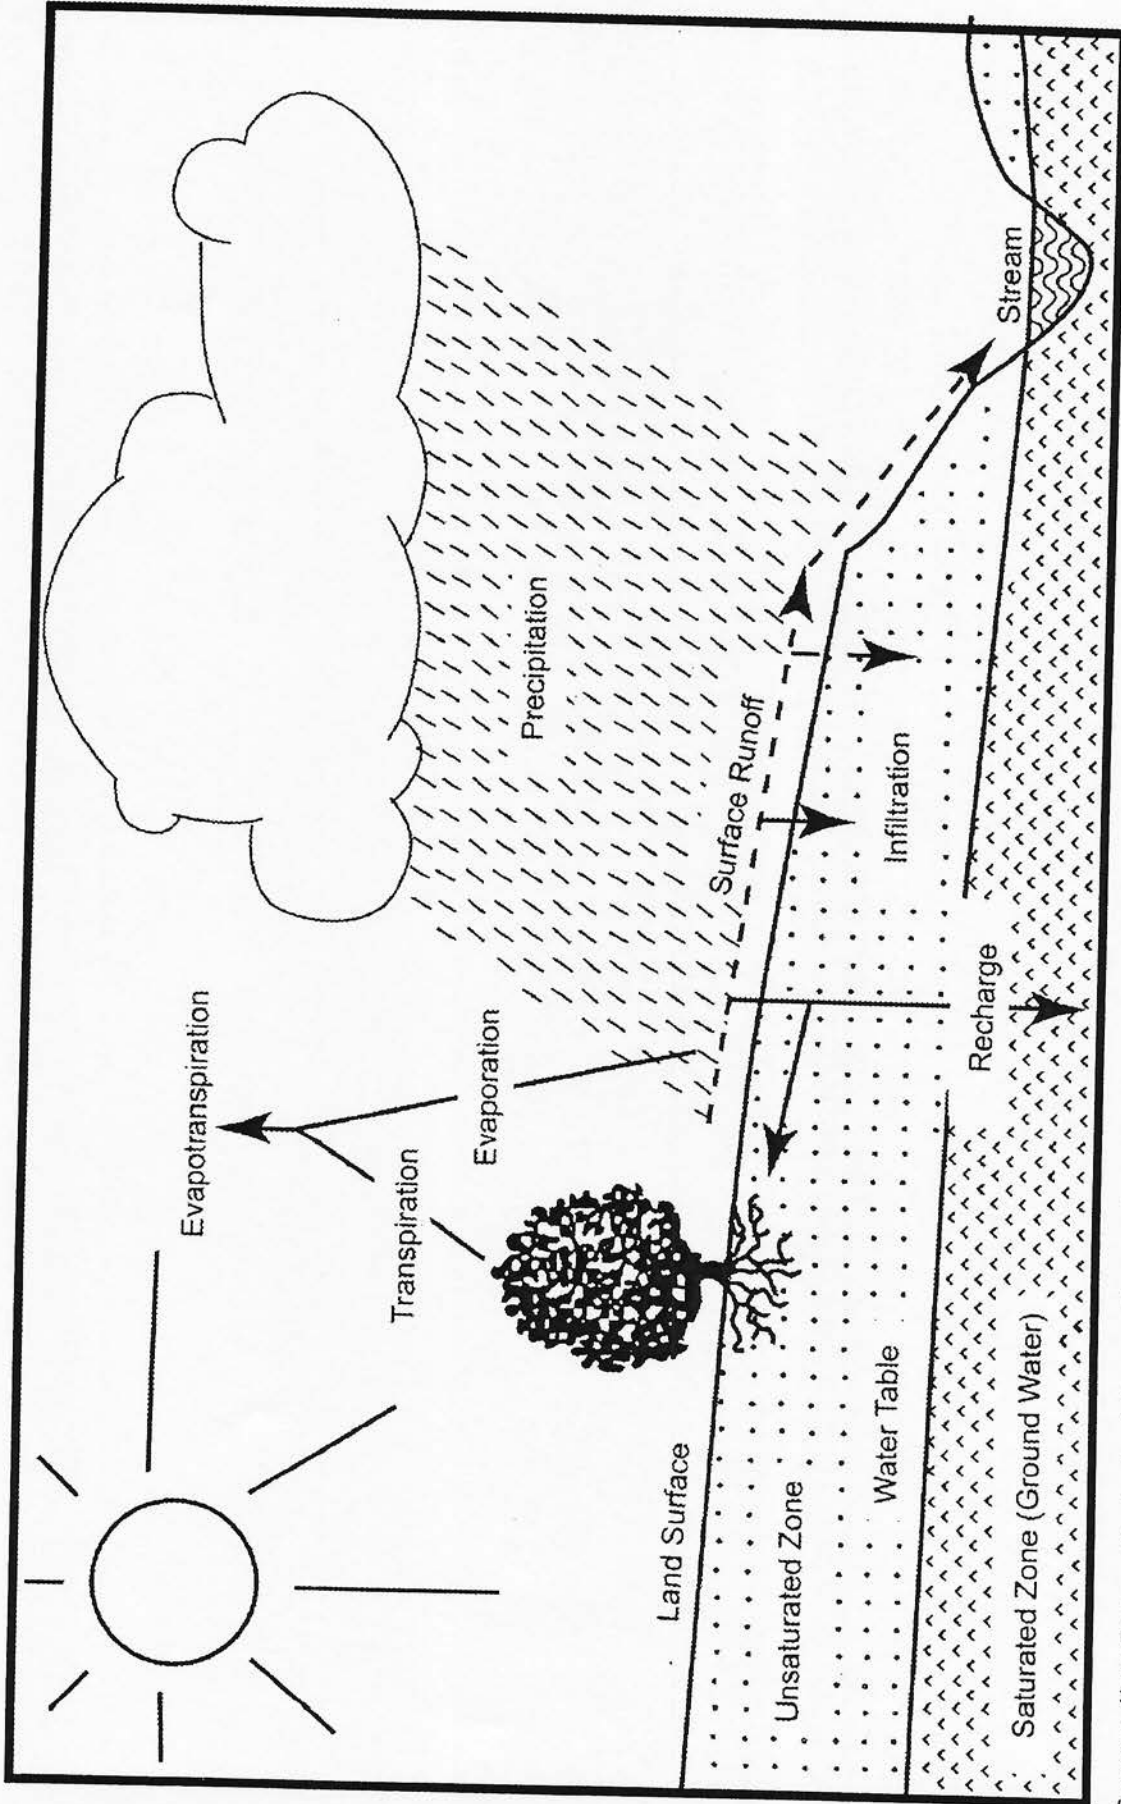 Evapotranspiration
Transpiration
Evaporation
Precipitation
Land Surface
Surface Runoff
Stream
Unsaturated Zone
Infiltration
Water Table
Recharge
Saturated Zone (Ground Water)